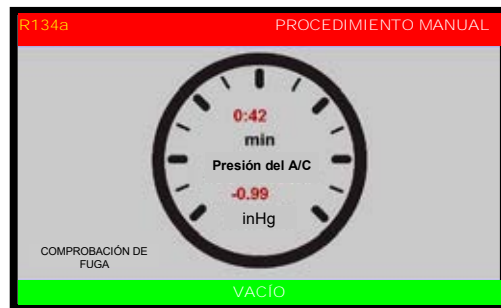 R134a PROCEDIMIENTO MANUAL
0:42
min
Presión del A/C
-0.99
inHg
COMPROBACIÓN DE
FUGA
VACÍO